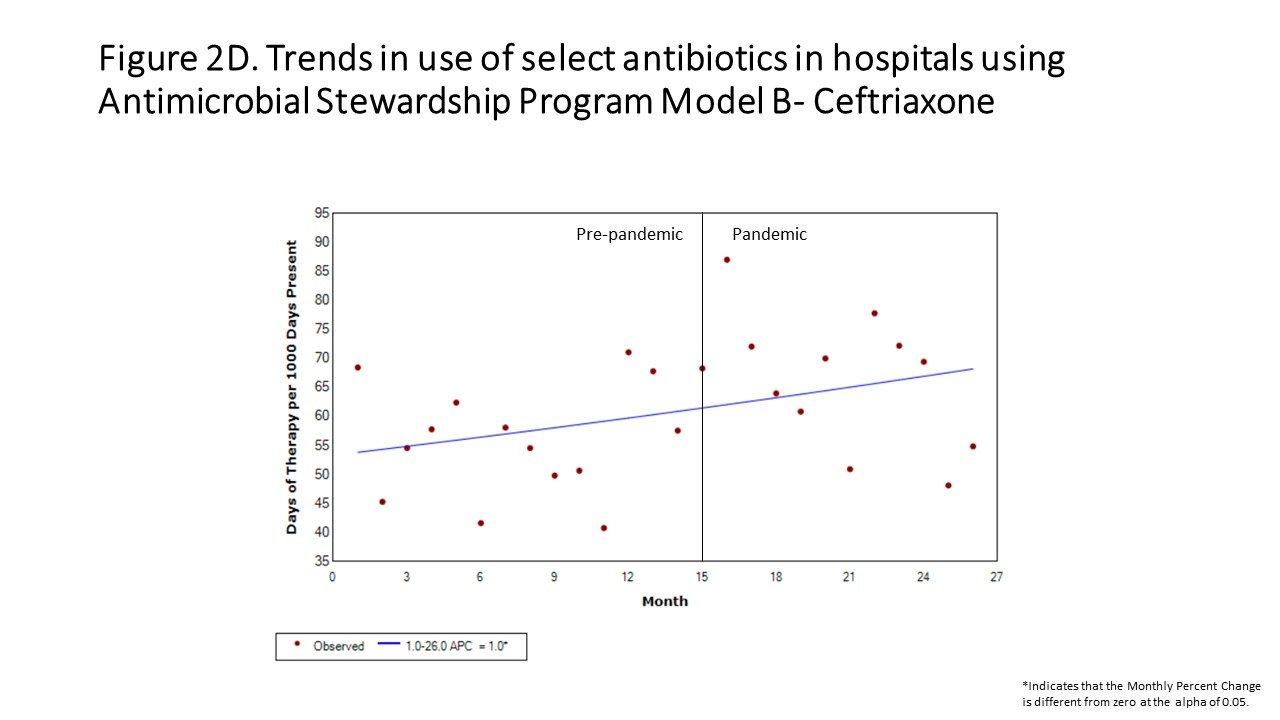 Figure 2D. Trends in use of select antibiotics in hospitals using
Antimicrobial Stewardship Program Model B- Ceftriaxone
Pre-pandemic
Pandemic
Days of Therapy per 1000 Days Present
95
90
85
80
75
70
65
60
55
50
45
40
35
0 3 6 9 12 15 18 21 24 27
Month
Observed 1.0-26.0 APC = 1.0*
*Indicates that the Monthly Percent Change
is different from zero at the alpha of 0.05.